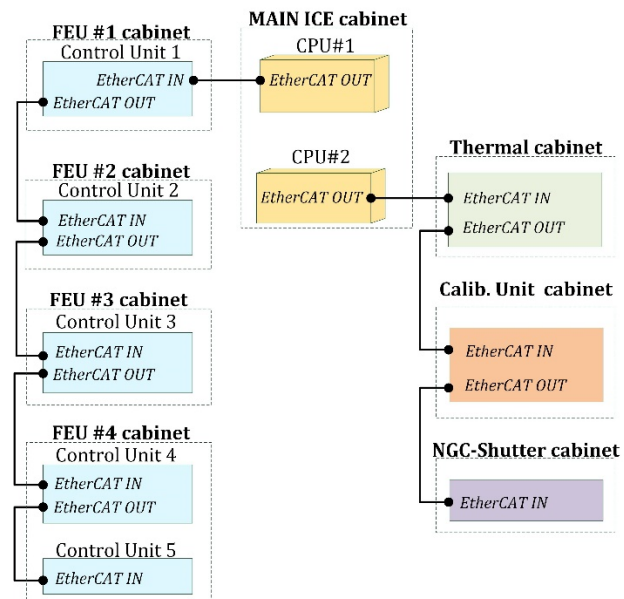 FEU #1 cabinet
Control Unit 1
EtherCAT IN
EtherCAT OUT
FEU #2 cabinet
Control Unit 2
EtherCAT IN
EtherCAT OUT
FEU #3 cabinet
Control Unit 3
EtherCAT IN
EtherCAT OUT
FEU #4 cabinet
Control Unit 4
EtherCAT IN
EtherCAT OUT
Control Unit 5
EtherCAT IN
MAIN ICE cabinet
CPU#1
EtherCAT OUT
CPU#2
EtherCAT OUT
Thermal cabinet
EtherCAT IN
EtherCAT OUT
Calib. Unit cabinet
EtherCAT IN
EtherCAT OUT
NGC-Shutter cabinet
EtherCAT IN